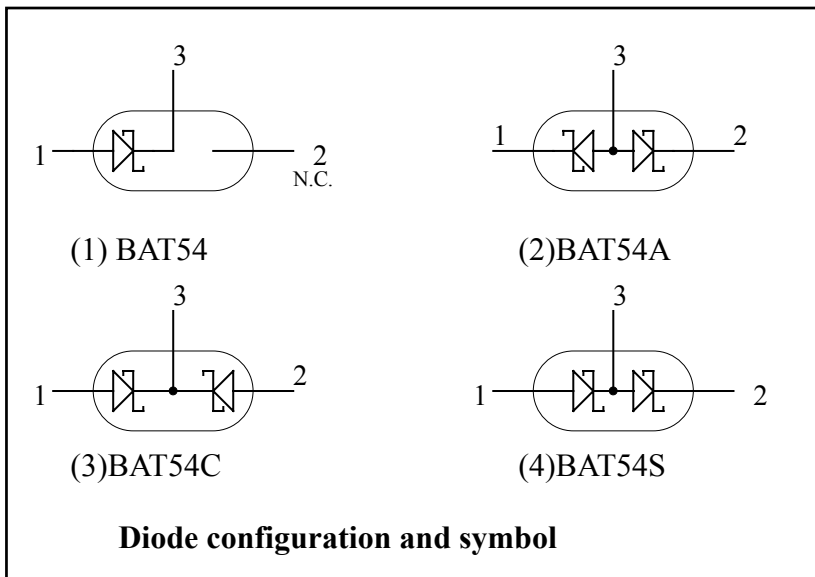 3
3
1
2
N.C.
1
2
(1) BAT54
(2)BAT54A
3
3
1
2
1
2
(3)BAT54C
(4)BAT54S
Diode configuration and symbol